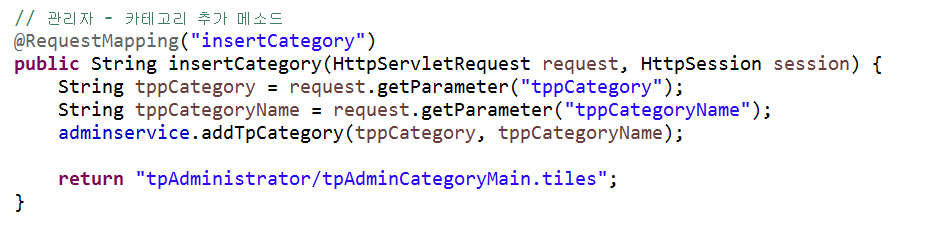 // 관리자 - 카테고리 추가 메소드
@RequestMapping("insertCategory")
public String insertCategory(HttpServletRequest request, HttpSession session) {
    String tppCategory = request.getParameter("tppCategory");
    String tppCategoryName = request.getParameter("tppCategoryName");
    adminservice.addTpCategory(tppCategory, tppCategoryName);

    return "tpAdministrator/tpAdminCategoryMain.tiles";
}